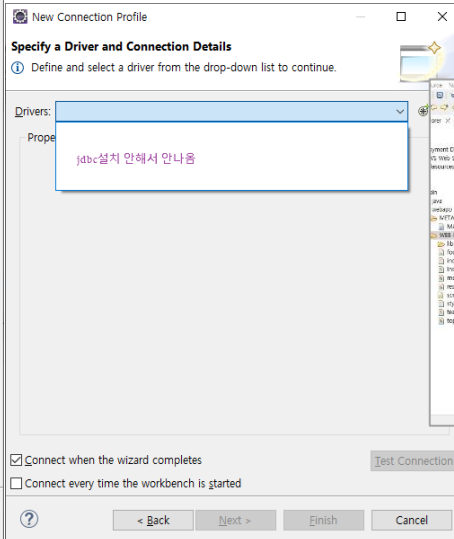 New Connection Profile
Specify a Driver and Connection Details
Define and select a driver from the drop-down list to continue.
Drivers:
Prope
jdbc설치 안해서 안나옴
Connect when the wizard completes
Test Connection
Connect every time the workbench is started
< Back
Next >
Finish
Cancel